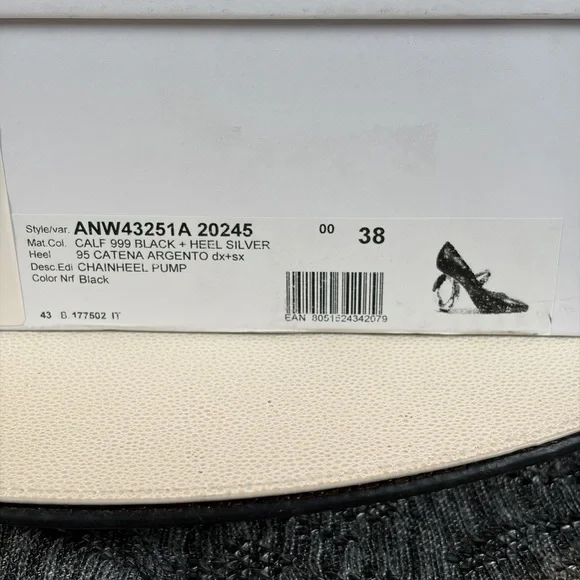 Style/var. ANW43251A 20245 00 38
Mat.Col. CALF 999 BLACK + HEEL SILVER
Heel 95 CATENA ARGENTO dx+sx
Desc.Edi CHAINHEEL PUMP
Color Nrf Black
43 B.177502 IT
EAN 8051524342079